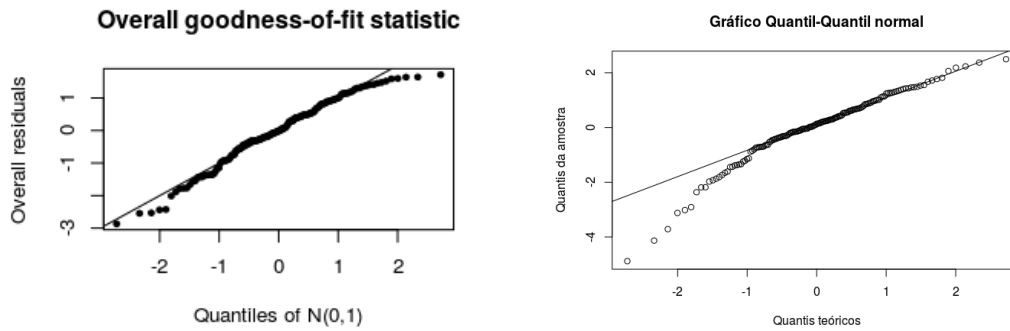 Overall goodness-of-fit statistic
Overall residuals
1
0
-1
-3
-2 -1 0 1 2
Quantiles of N(0,1)
Gráfico Quantil-Quantil normal
Quantis da amostra
2
0
-2
-4
-2 -1 0 1 2
Quantis teóricos